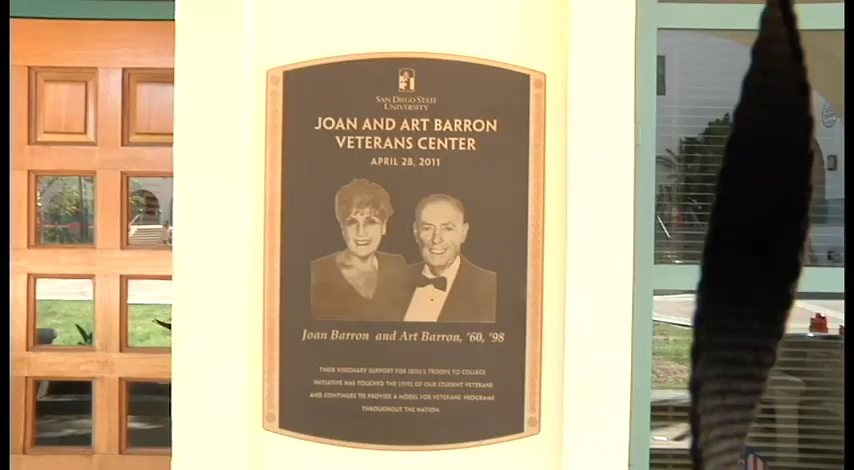 SAN DIEGO STATE
UNIVERSITY
JOAN AND ART BARRON
VETERANS CENTER
APRIL 28, 2011
Joan Barron and Art Barron, '60, '98
THEIR VISIONARY SUPPORT FOR SDSU'S TROOPS TO COLLEGE
INITIATIVE HAS TOUCHED THE LIVES OF OUR STUDENT VETERANS
AND CONTINUES TO PROVIDE A MODEL FOR VETERANS PROGRAMS
THROUGHOUT THE NATION.